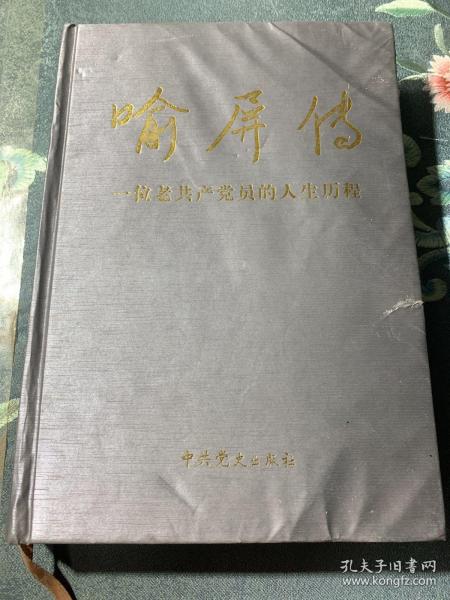 喻屏传
一位老共产党员的人生历程
中共党史出版社
孔夫子旧书网
www.kongfz.com